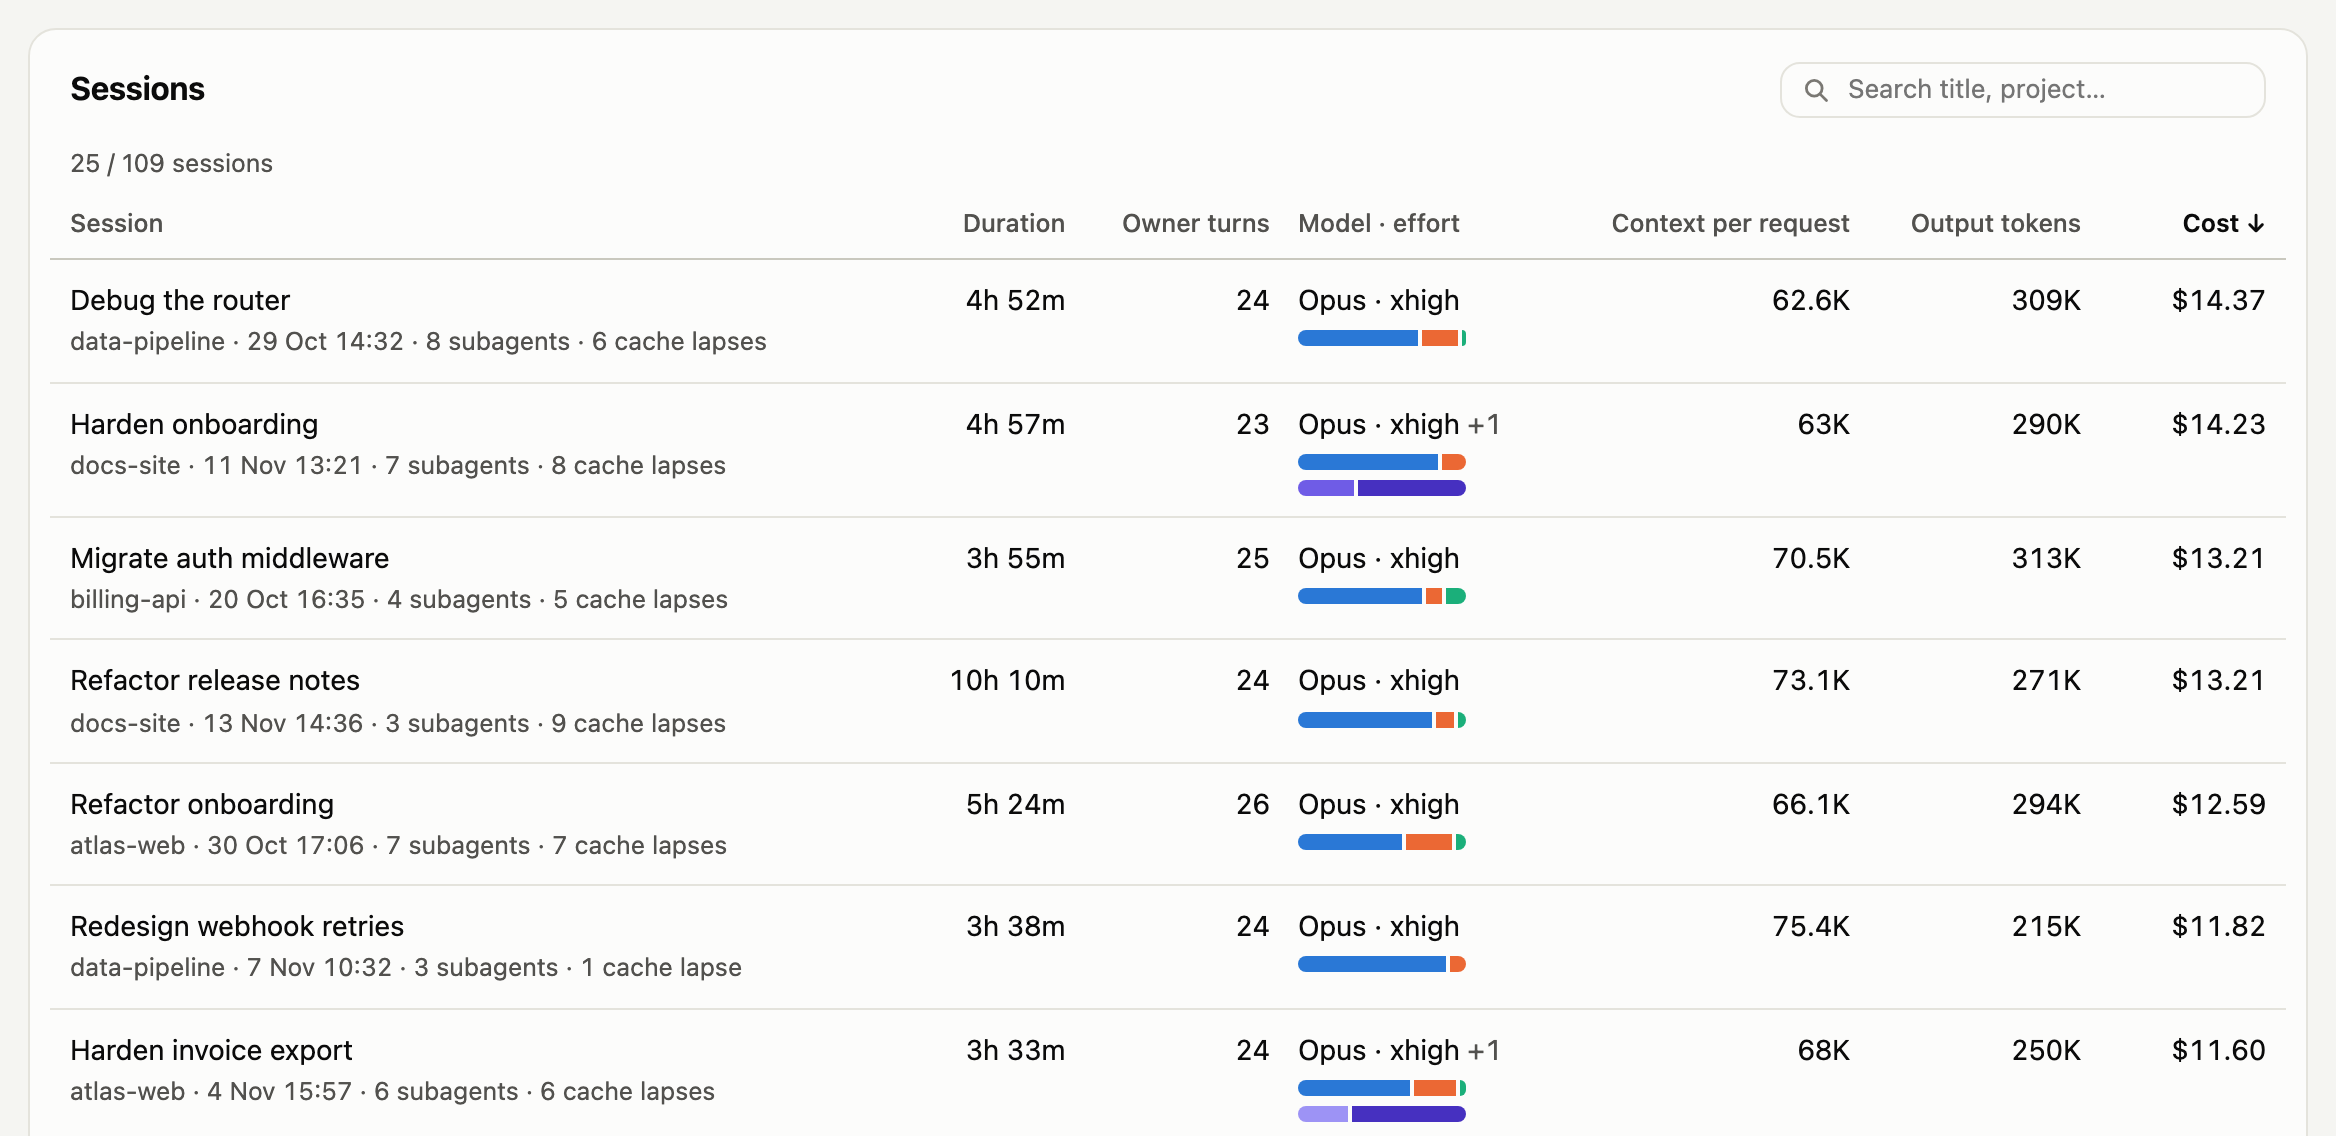 Sessions
Search title, project...
25 / 109 sessions
Session Duration Owner turns Model · effort Context per request Output tokens Cost ↓
Debug the router 4h 52m 24 Opus · xhigh 62.6K 309K $14.37
data-pipeline · 29 Oct 14:32 · 8 subagents · 6 cache lapses
Harden onboarding 4h 57m 23 Opus · xhigh +1 63K 290K $14.23
docs-site · 11 Nov 13:21 · 7 subagents · 8 cache lapses
Migrate auth middleware 3h 55m 25 Opus · xhigh 70.5K 313K $13.21
billing-api · 20 Oct 16:35 · 4 subagents · 5 cache lapses
Refactor release notes 10h 10m 24 Opus · xhigh 73.1K 271K $13.21
docs-site · 13 Nov 14:36 · 3 subagents · 9 cache lapses
Refactor onboarding 5h 24m 26 Opus · xhigh 66.1K 294K $12.59
atlas-web · 30 Oct 17:06 · 7 subagents · 7 cache lapses
Redesign webhook retries 3h 38m 24 Opus · xhigh 75.4K 215K $11.82
data-pipeline · 7 Nov 10:32 · 3 subagents · 1 cache lapse
Harden invoice export 3h 33m 24 Opus · xhigh +1 68K 250K $11.60
atlas-web · 4 Nov 15:57 · 6 subagents · 6 cache lapses